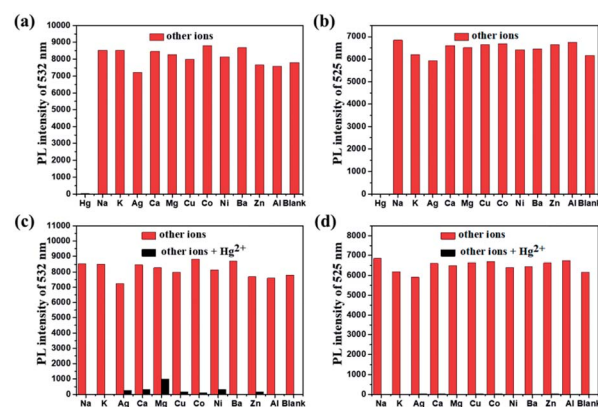 (a)
other ions
PL intensity of 532 nm
10000
9000
8000
7000
6000
5000
4000
3000
2000
1000
0
Hg Na K Ag Ca Mg Cu Co Ni Ba Zn Al Blank
(b)
other ions
PL intensity of 525 nm
8000
7000
6000
5000
4000
3000
2000
1000
0
Hg Na K Ag Ca Mg Cu Co Ni Ba Zn Al Blank
(c)
other ions
other ions + Hg²⁺
PL intensity of 532 nm
11000
10000
9000
8000
7000
6000
5000
4000
3000
2000
1000
0
Na K Ag Ca Mg Cu Co Ni Ba Zn Al Blank
(d)
other ions
other ions + Hg²⁺
PL intensity of 525 nm
8000
7000
6000
5000
4000
3000
2000
1000
0
Na K Ag Ca Mg Cu Co Ni Ba Zn Al Blank